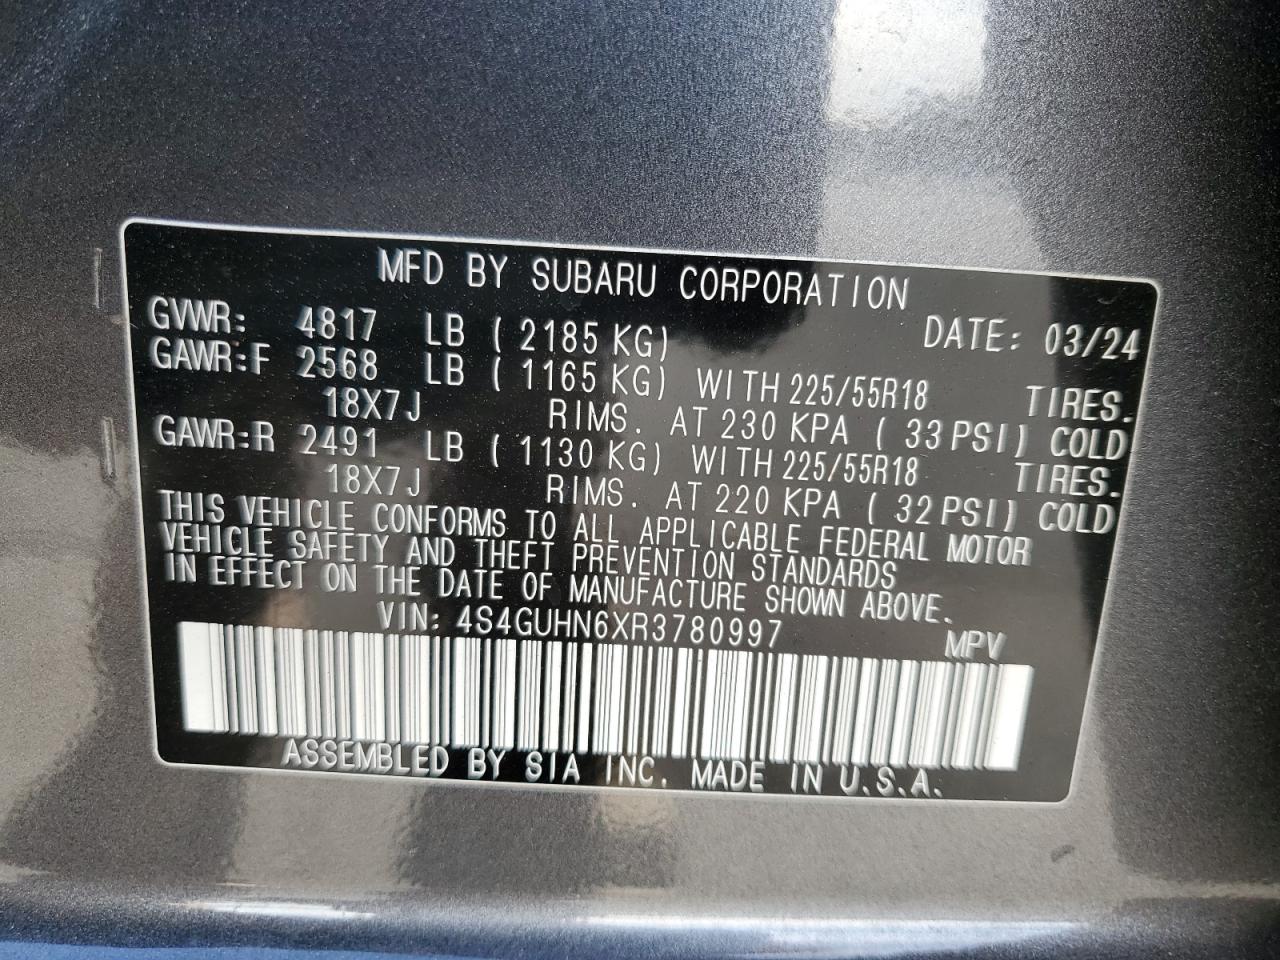 MFD BY SUBARU CORPORATION
GVWR: 4817 LB ( 2185 KG) DATE: 03/24
GAWR:F 2568 LB ( 1165 KG) WITH 225/55R18 TIRES.
18X7J RIMS. AT 230 KPA ( 33 PSI) COLD
GAWR:R 2491 LB ( 1130 KG) WITH 225/55R18 TIRES.
18X7J RIMS. AT 220 KPA ( 32 PSI) COLD
THIS VEHICLE CONFORMS TO ALL APPLICABLE FEDERAL MOTOR
VEHICLE SAFETY AND THEFT PREVENTION STANDARDS
IN EFFECT ON THE DATE OF MANUFACTURE SHOWN ABOVE.
VIN: 4S4GUHN6XR3780997 MPV
ASSEMBLED BY SIA INC. MADE IN U.S.A.